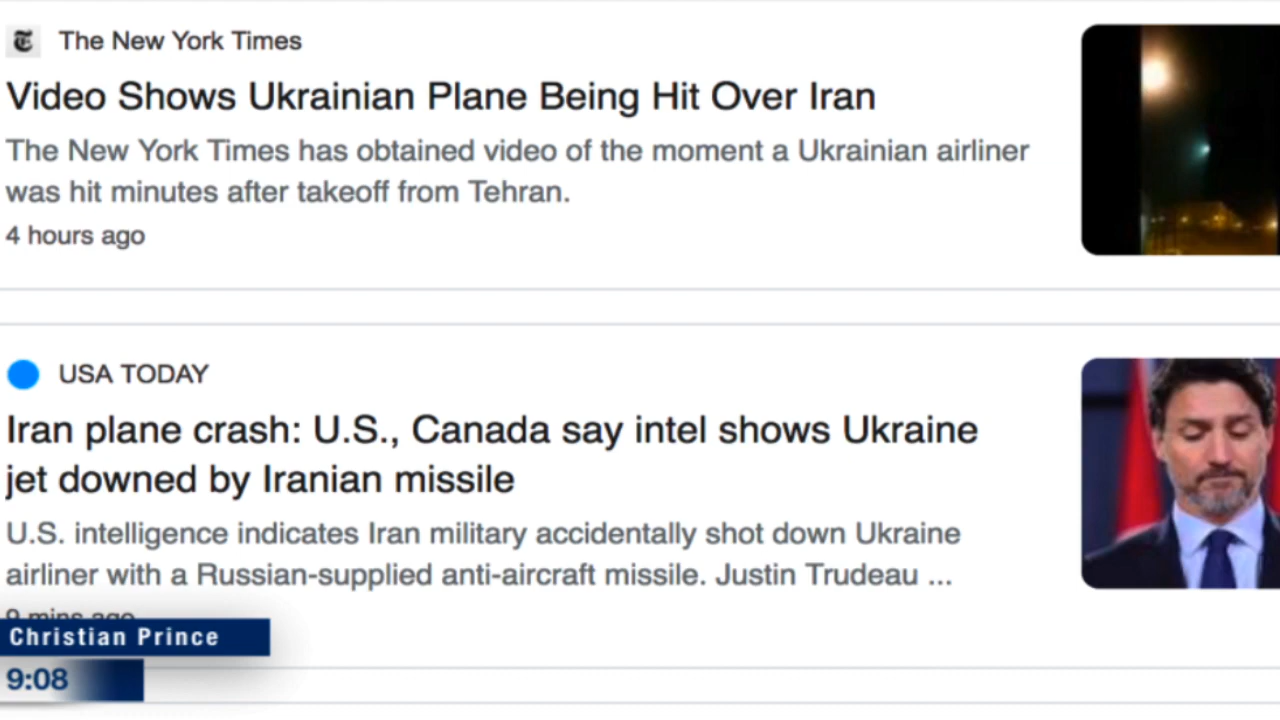 The New York Times
Video Shows Ukrainian Plane Being Hit Over Iran
The New York Times has obtained video of the moment a Ukrainian airliner
was hit minutes after takeoff from Tehran.
4 hours ago
USA TODAY
Iran plane crash: U.S., Canada say intel shows Ukraine
jet downed by Iranian missile
U.S. intelligence indicates Iran military accidentally shot down Ukraine
airliner with a Russian-supplied anti-aircraft missile. Justin Trudeau ...
9 mins ago
Christian Prince
9:08